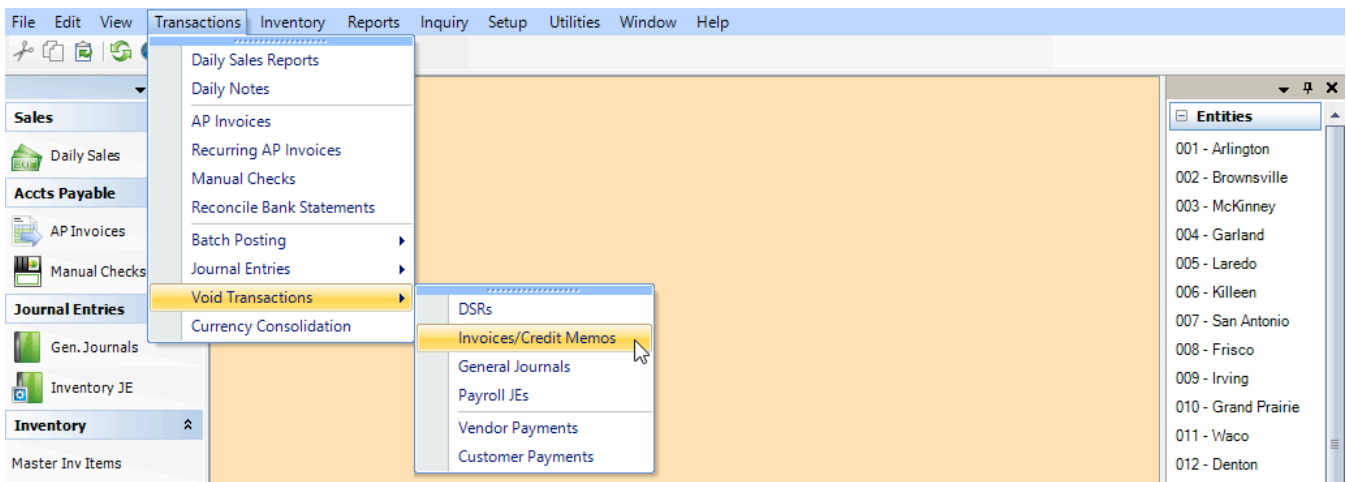 File Edit View Transactions Inventory Reports Inquiry Setup Utilities Window Help
Sales
Daily Sales
Accts Payable
AP Invoices
Manual Checks
Journal Entries
Gen. Journals
Inventory JE
Inventory
Master Inv Items
Daily Sales Reports
Daily Notes
AP Invoices
Recurring AP Invoices
Manual Checks
Reconcile Bank Statements
Batch Posting
Journal Entries
Void Transactions
Currency Consolidation
DSRs
Invoices/Credit Memos
General Journals
Payroll JEs
Vendor Payments
Customer Payments
Entities
001 - Arlington
002 - Brownsville
003 - McKinney
004 - Garland
005 - Laredo
006 - Killeen
007 - San Antonio
008 - Frisco
009 - Irving
010 - Grand Prairie
011 - Waco
012 - Denton